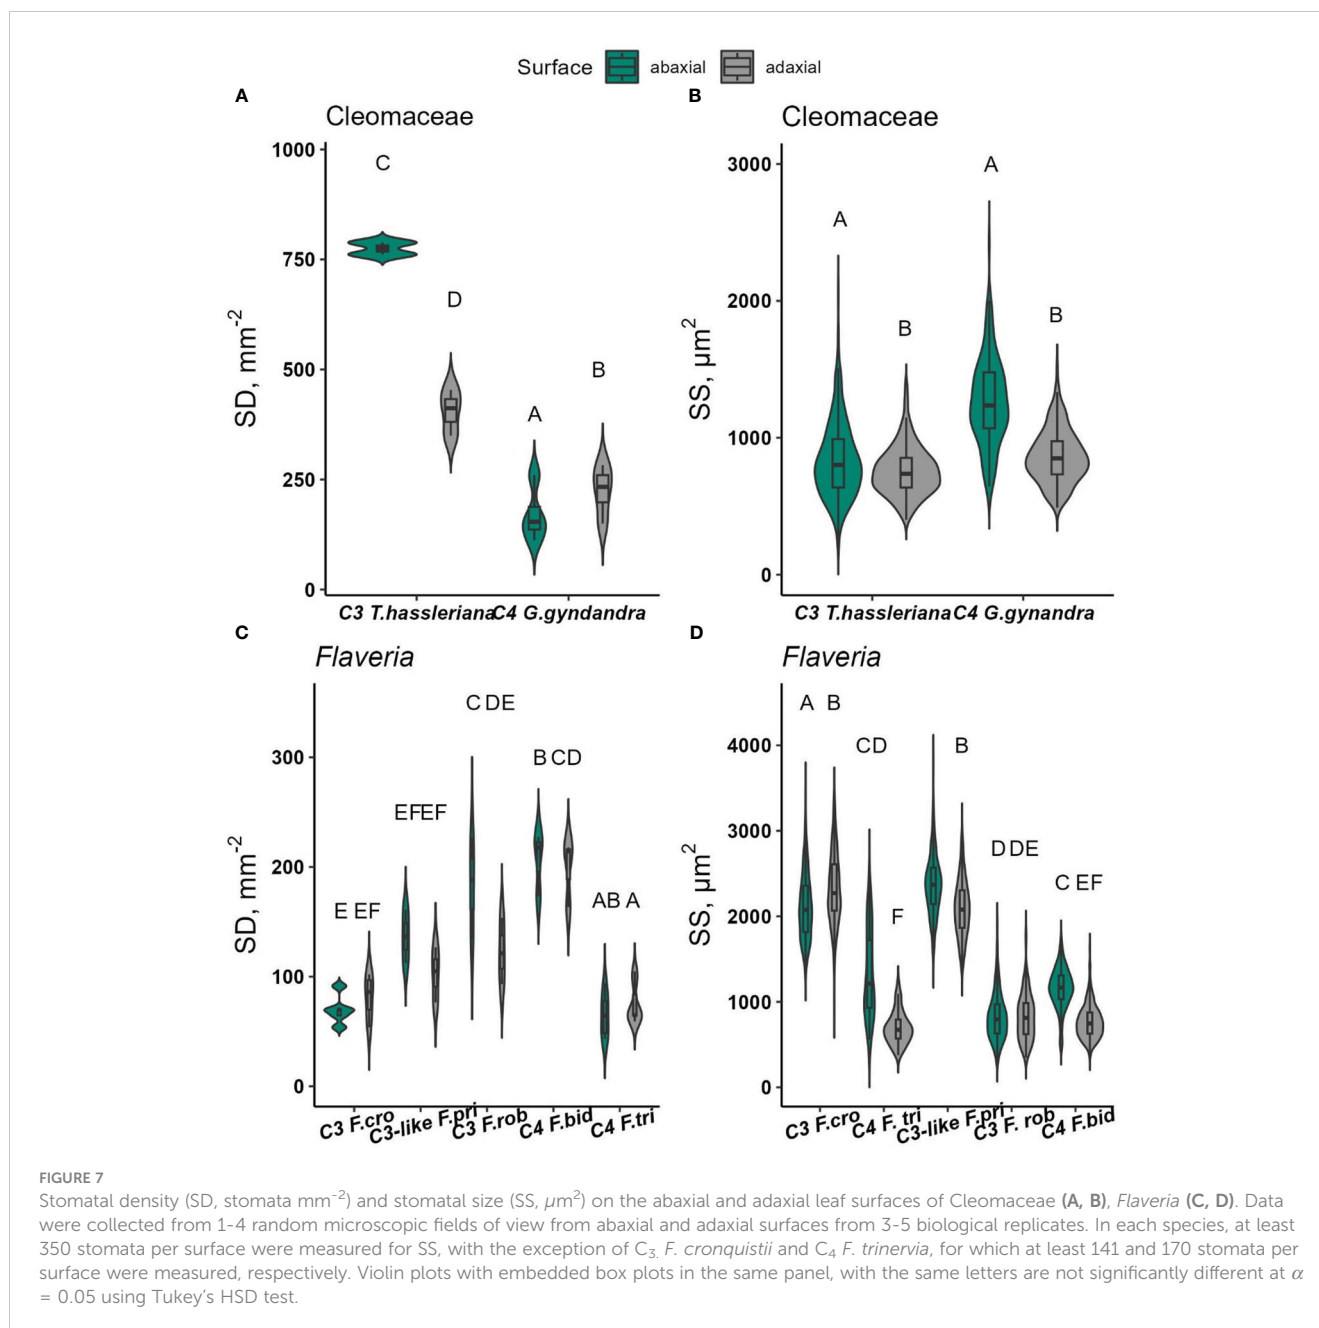 Surface abaxial adaxial
A
B
Cleomaceae
Cleomaceae
SD, mm-2
1000
750
500
250
0
C
D
A
B
C3 T.hassleriana
C4 G.gyndandra
SS, µm2
3000
2000
1000
0
A
B
A
B
C3 T.hassleriana
C4 G.gynandra
C
D
Flaveria
Flaveria
SD, mm-2
300
200
100
0
E EF
EF EF
C DE
B CD
AB A
C3 F.cro
C3-like F.pri
C3 F.rob
C4 F.bid
C4 F.tri
SS, µm2
4000
3000
2000
1000
0
A B
CD
F
B
D DE
C EF
C3 F.cro
C4 F. tri
C3-like F.pri
C3 F. rob
C4 F.bid
FIGURE 7
Stomatal density (SD, stomata mm-2) and stomatal size (SS, µm2) on the abaxial and adaxial leaf surfaces of Cleomaceae (A, B), Flaveria (C, D). Data
were collected from 1-4 random microscopic fields of view from abaxial and adaxial surfaces from 3-5 biological replicates. In each species, at least
350 stomata per surface were measured for SS, with the exception of C3. F. cronquistii and C4 F. trinervia, for which at least 141 and 170 stomata per
surface were measured, respectively. Violin plots with embedded box plots in the same panel, with the same letters are not significantly different at α
= 0.05 using Tukey's HSD test.